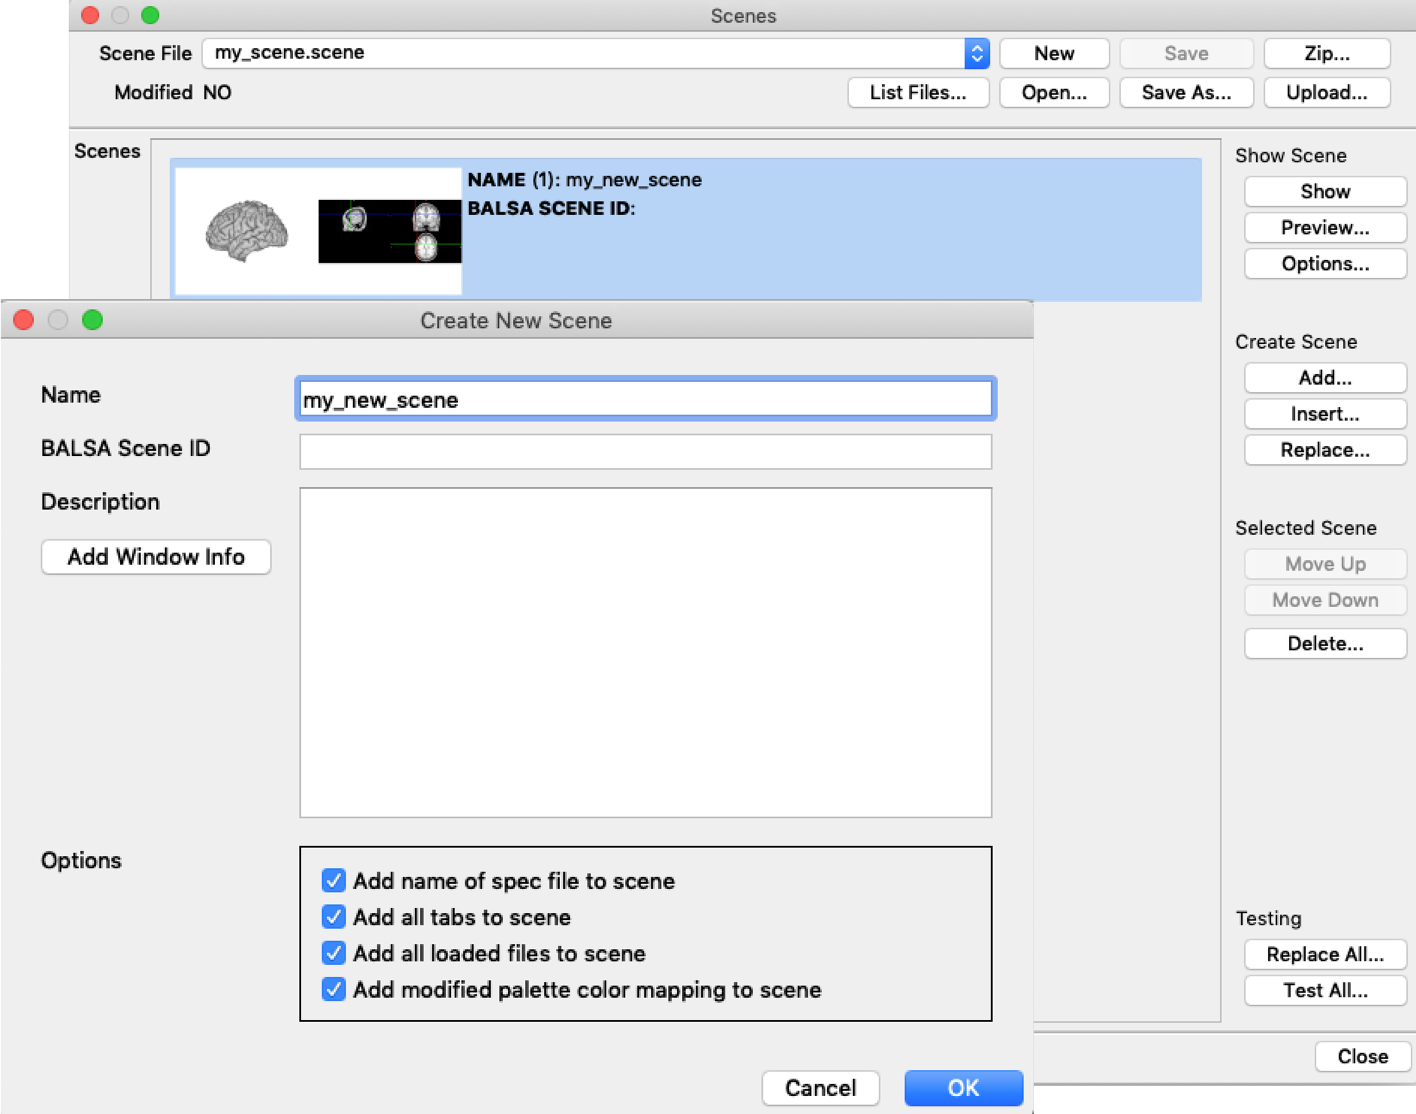 Scenes
Scene File my_scene.scene New Save Zip...
Modified NO List Files... Open... Save As... Upload...
Scenes
NAME (1): my_new_scene
BALSA SCENE ID:
Show Scene
Show
Preview...
Options...
Create Scene
Add...
Insert...
Replace...
Selected Scene
Move Up
Move Down
Delete...
Testing
Replace All...
Test All...
Close
Create New Scene
Name my_new_scene
BALSA Scene ID
Description
Add Window Info
Options
Add name of spec file to scene
Add all tabs to scene
Add all loaded files to scene
Add modified palette color mapping to scene
Cancel OK